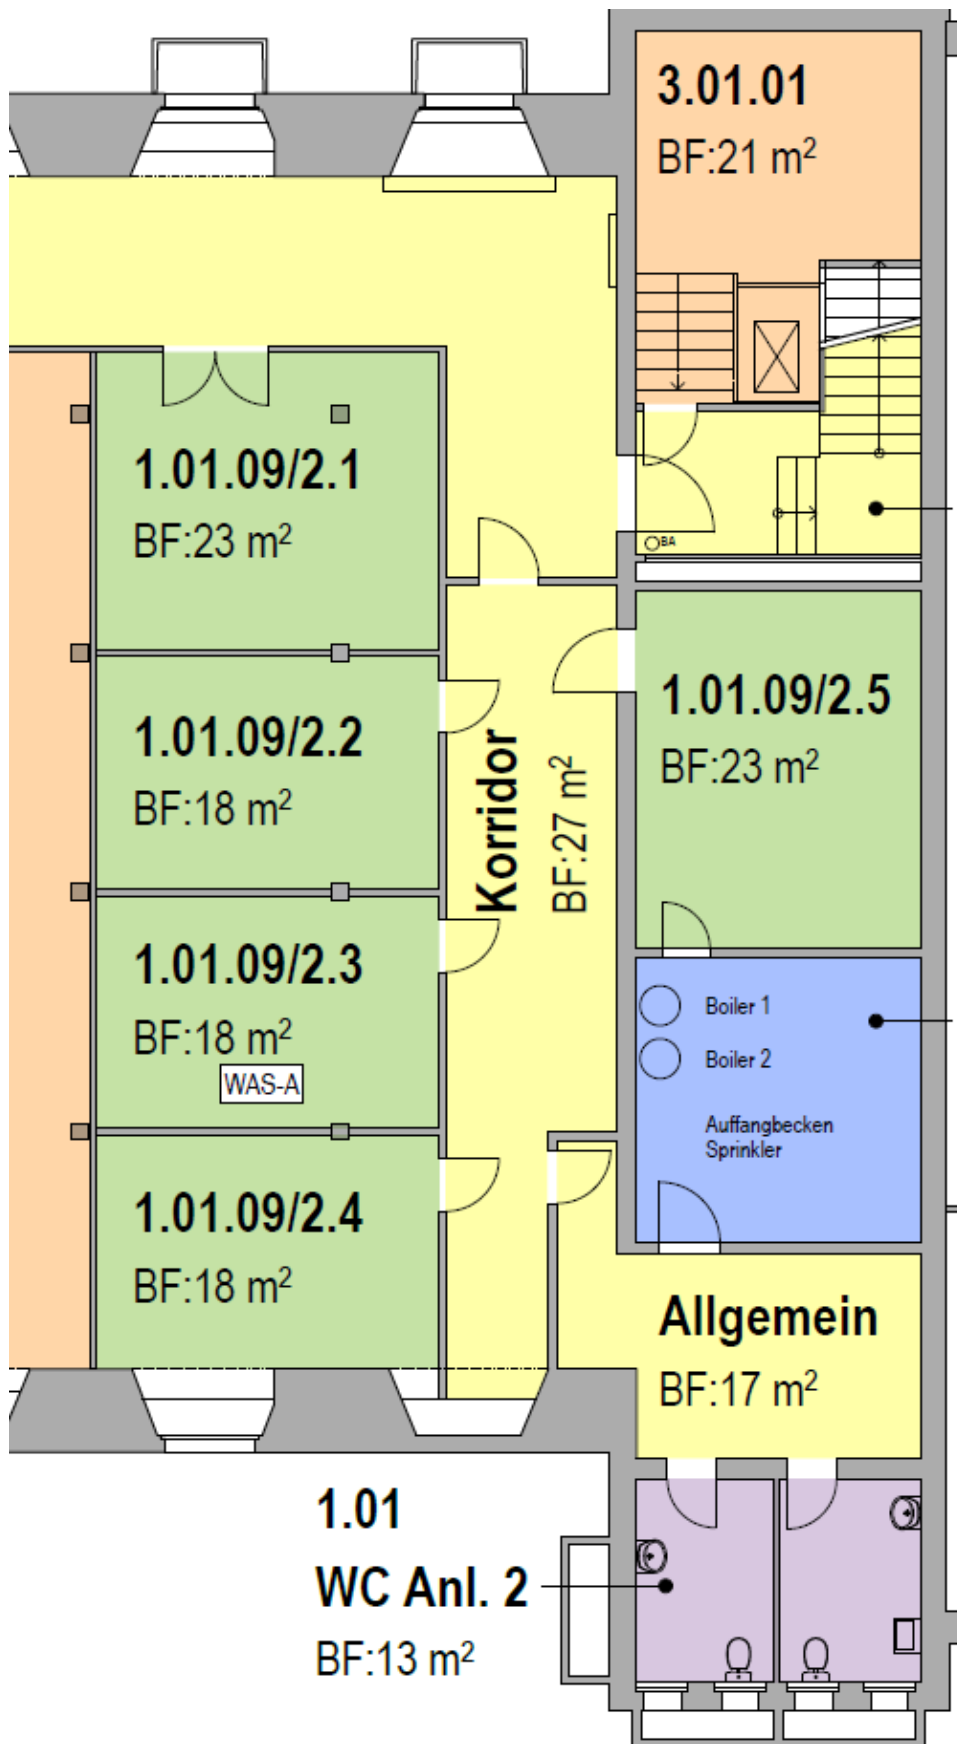 3.01.01
BF:21 m²
1.01.09/2.1
BF:23 m²
BA
1.01.09/2.2
BF:18 m²
Korridor
BF:27 m²
1.01.09/2.5
BF:23 m²
1.01.09/2.3
BF:18 m²
WAS-A
Boiler 1
Boiler 2
Auffangbecken
Sprinkler
1.01.09/2.4
BF:18 m²
Allgemein
BF:17 m²
1.01
WC Anl. 2
BF:13 m²